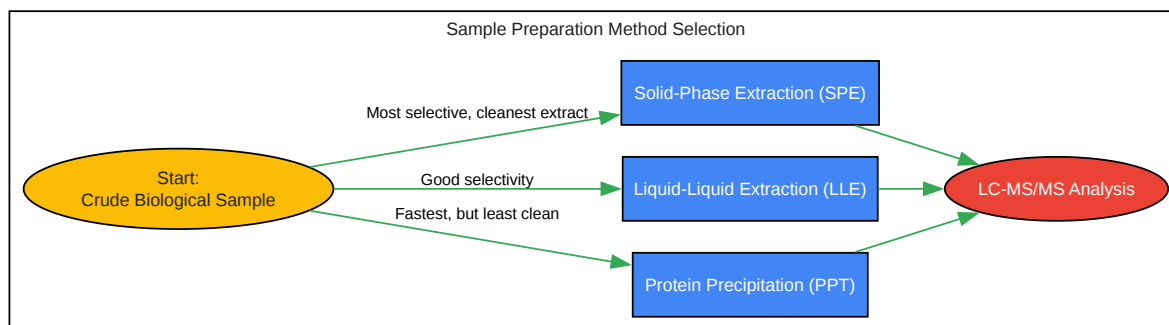 Sample Preparation Method Selection
Start:
Crude Biological Sample
Most selective, cleanest extract
Good selectivity
Fastest, but least clean
Solid-Phase Extraction (SPE)
Liquid-Liquid Extraction (LLE)
Protein Precipitation (PPT)
LC-MS/MS Analysis